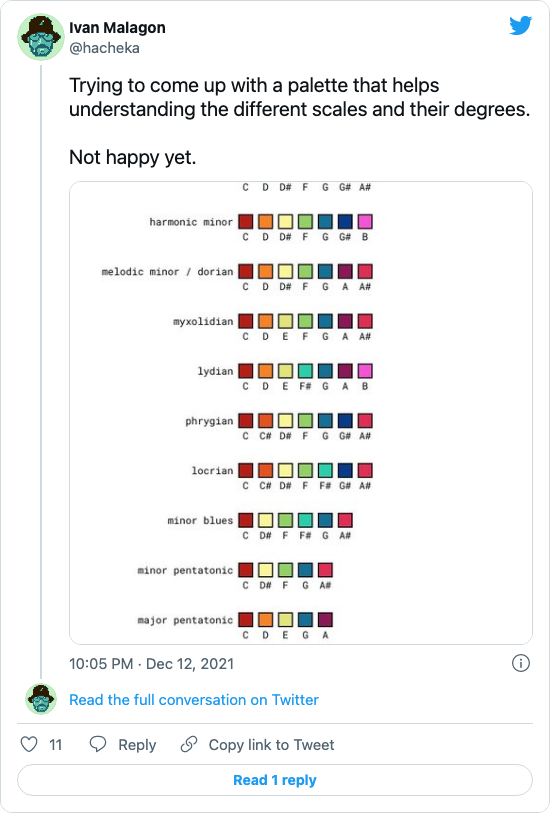 Ivan Malagon
@hacheka
Trying to come up with a palette that helps
understanding the different scales and their degrees.
Not happy yet.
C D D# F G G# A#
harmonic minor
C D D# F G G# B
melodic minor / dorian
C D D# F G A A#
myxolidian
C D E F G A A#
lydian
C D E F# G A B
phrygian
C C# D# F G G# A#
locrian
C C# D# F F# G# A#
minor blues
C D# F F# G A#
minor pentatonic
C D# F G A#
major pentatonic
C D E G A
10:05 PM · Dec 12, 2021
Read the full conversation on Twitter
11 Reply Copy link to Tweet
Read 1 reply